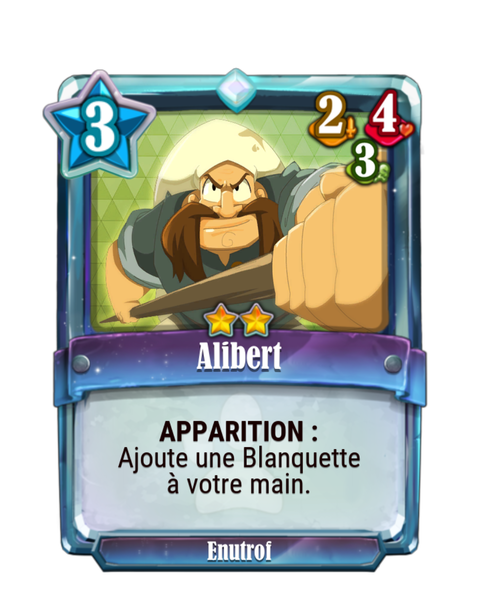 3
2
4
3
Alibert
APPARITION :
Ajoute une Blanquette
à votre main.
Enutrof